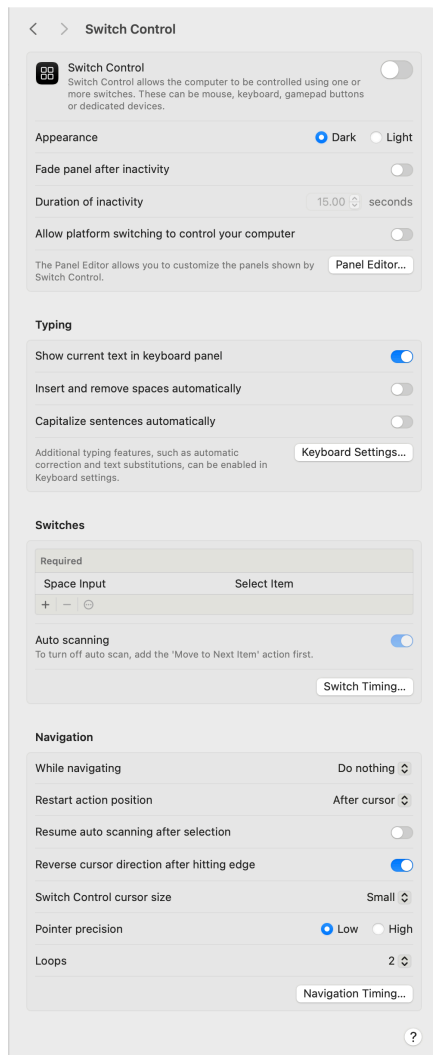 Switch Control
Switch Control
Switch Control allows the computer to be controlled using one or
more switches. These can be mouse, keyboard, gamepad buttons
or dedicated devices.
Appearance Dark Light
Fade panel after inactivity
Duration of inactivity 15.00 seconds
Allow platform switching to control your computer
The Panel Editor allows you to customize the panels shown by
Switch Control.
Panel Editor...
Typing
Show current text in keyboard panel
Insert and remove spaces automatically
Capitalize sentences automatically
Additional typing features, such as automatic
correction and text substitutions, can be enabled in
Keyboard settings.
Keyboard Settings...
Switches
Required
Space Input Select Item
Auto scanning
To turn off auto scan, add the 'Move to Next Item' action first.
Switch Timing...
Navigation
While navigating Do nothing
Restart action position After cursor
Resume auto scanning after selection
Reverse cursor direction after hitting edge
Switch Control cursor size Small
Pointer precision Low High
Loops 2
Navigation Timing...
?